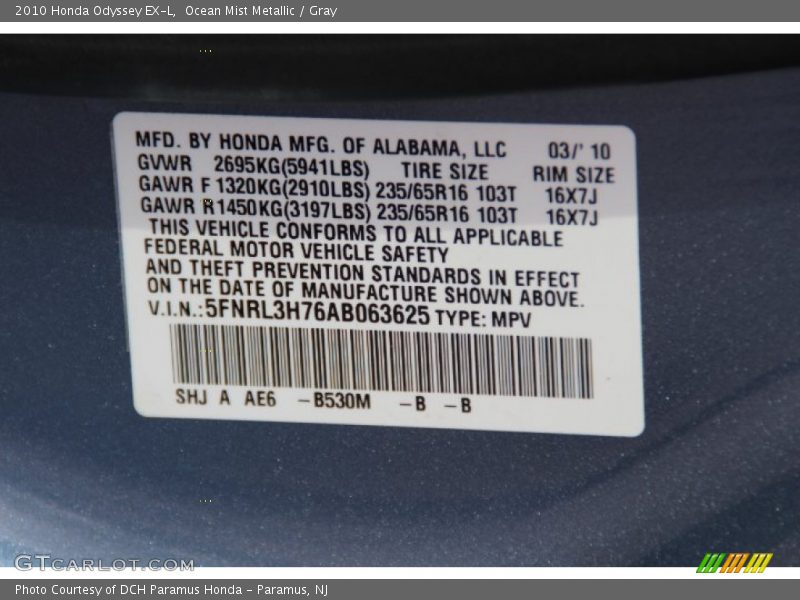 2010 Honda Odyssey EX-L,  Ocean Mist Metallic / Gray
MFD. BY HONDA MFG. OF ALABAMA, LLC 03/' 10
GVWR 2695KG(5941LBS) TIRE SIZE RIM SIZE
GAWR F 1320KG(2910LBS) 235/65R16 103T 16X7J
GAWR R1450KG(3197LBS) 235/65R16 103T 16X7J
THIS VEHICLE CONFORMS TO ALL APPLICABLE
FEDERAL MOTOR VEHICLE SAFETY
AND THEFT PREVENTION STANDARDS IN EFFECT
ON THE DATE OF MANUFACTURE SHOWN ABOVE.
V.I.N.:5FNRL3H76AB063625 TYPE: MPV
SHJ A AE6 -B530M -B -B
GTCARLOT.COM
Photo Courtesy of DCH Paramus Honda - Paramus, NJ